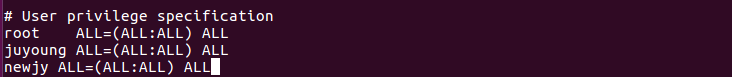 # User privilege specification
root    ALL=(ALL:ALL) ALL
juyoung ALL=(ALL:ALL) ALL
newjy ALL=(ALL:ALL) ALL